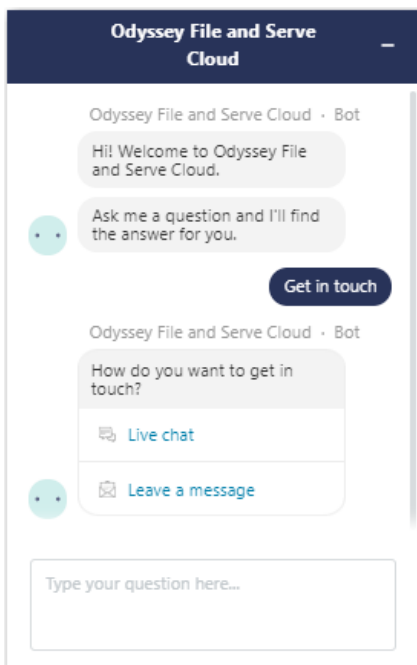 Odyssey File and Serve
Cloud
Odyssey File and Serve Cloud · Bot
Hi! Welcome to Odyssey File
and Serve Cloud.
Ask me a question and I'll find
the answer for you.
Get in touch
Odyssey File and Serve Cloud · Bot
How do you want to get in
touch?
Live chat
Leave a message
Type your question here...